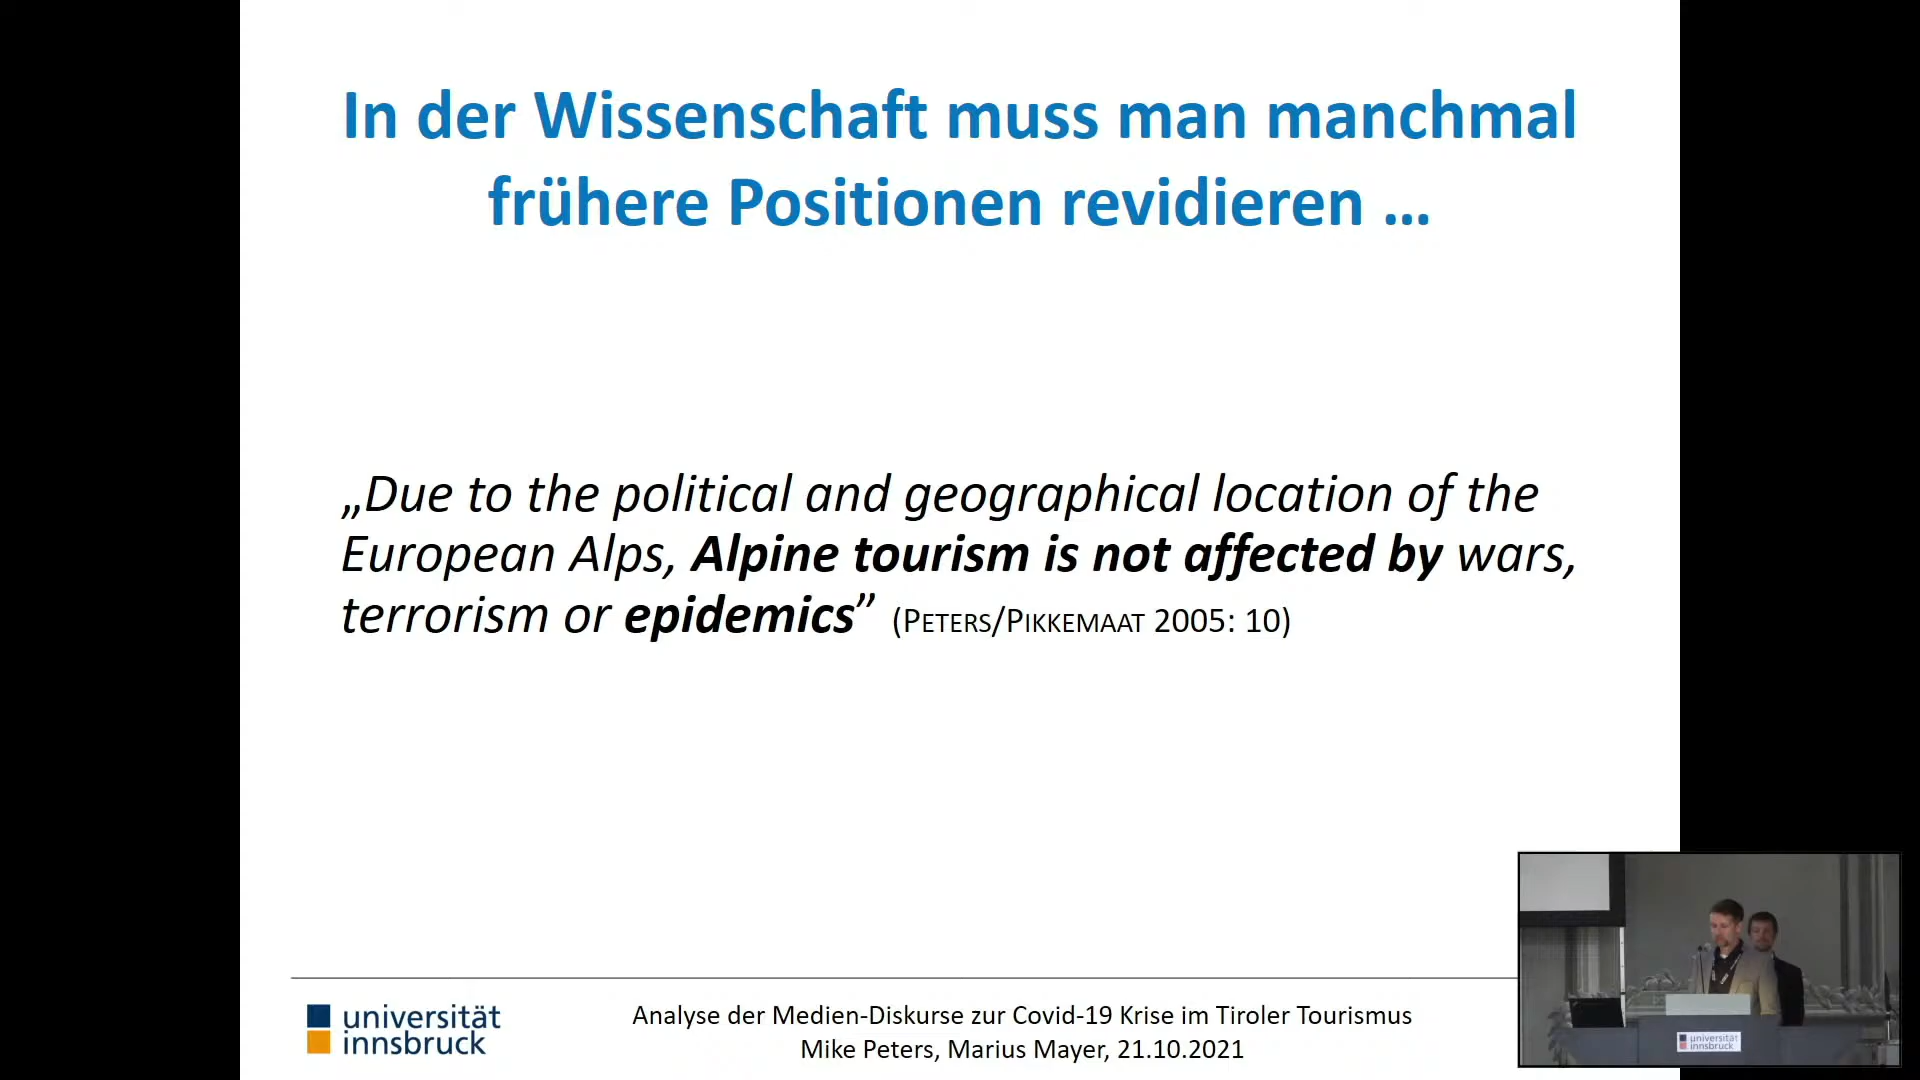 In der Wissenschaft muss man manchmal
frühere Positionen revidieren ...
„Due to the political and geographical location of the
European Alps, Alpine tourism is not affected by wars,
terrorism or epidemics” (PETERS/PIKKEMAAT 2005: 10)
universität
innsbruck
Analyse der Medien-Diskurse zur Covid-19 Krise im Tiroler Tourismus
Mike Peters, Marius Mayer, 21.10.2021
universität
innsbruck